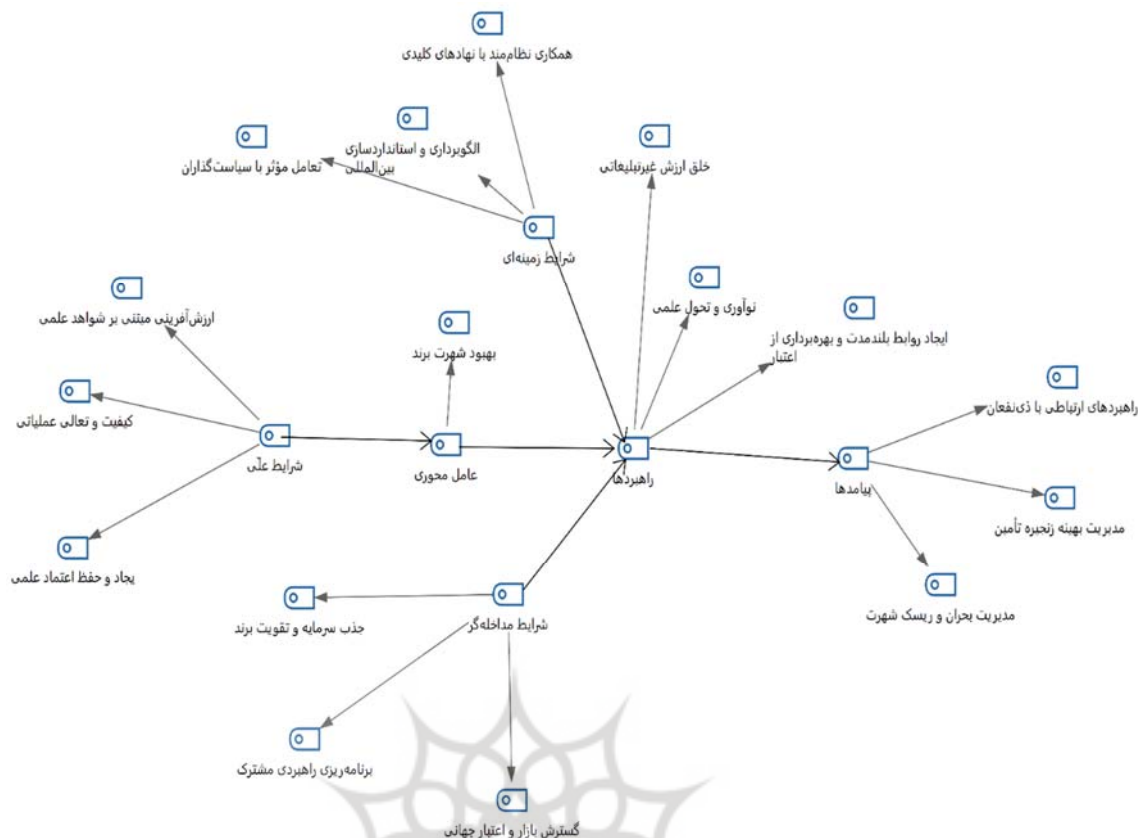 همکاری نظام‌مند با نهادهای کلیدی
الگوبرداری و استانداردسازی
بین‌المللی
تعامل مؤثر با سیاست‌گذاران
خلق ارزش غیرتبلیغاتی
شرایط زمینه‌ای
نوآوری و تحول علمی
ارزش‌آفرینی مبتنی بر شواهد علمی
ایجاد روابط بلندمدت و بهره‌برداری از
اعتبار
بهبود شهرت برند
راهبردهای ارتباطی با ذی‌نفعان
کیفیت و تعالی عملیاتی
شرایط علّی
عامل محوری
راهبردها
پیامدها
مدیریت بهینه زنجیره تأمین
یجاد و حفظ اعتماد علمی
مدیریت بحران و ریسک شهرت
شرایط مداخله‌گر
جذب سرمایه و تقویت برند
برنامه‌ریزی راهبردی مشترک
گسترش بازار و اعتبار جهانی